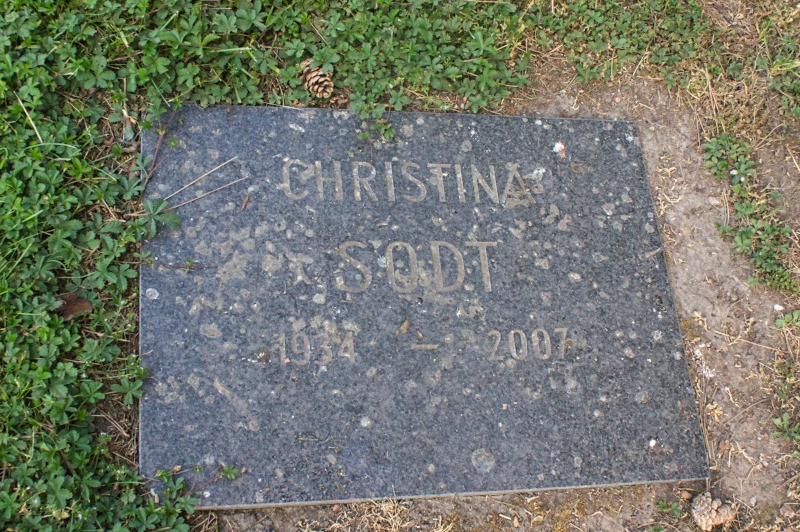 CHRISTINA
SODT
1934 – 2007